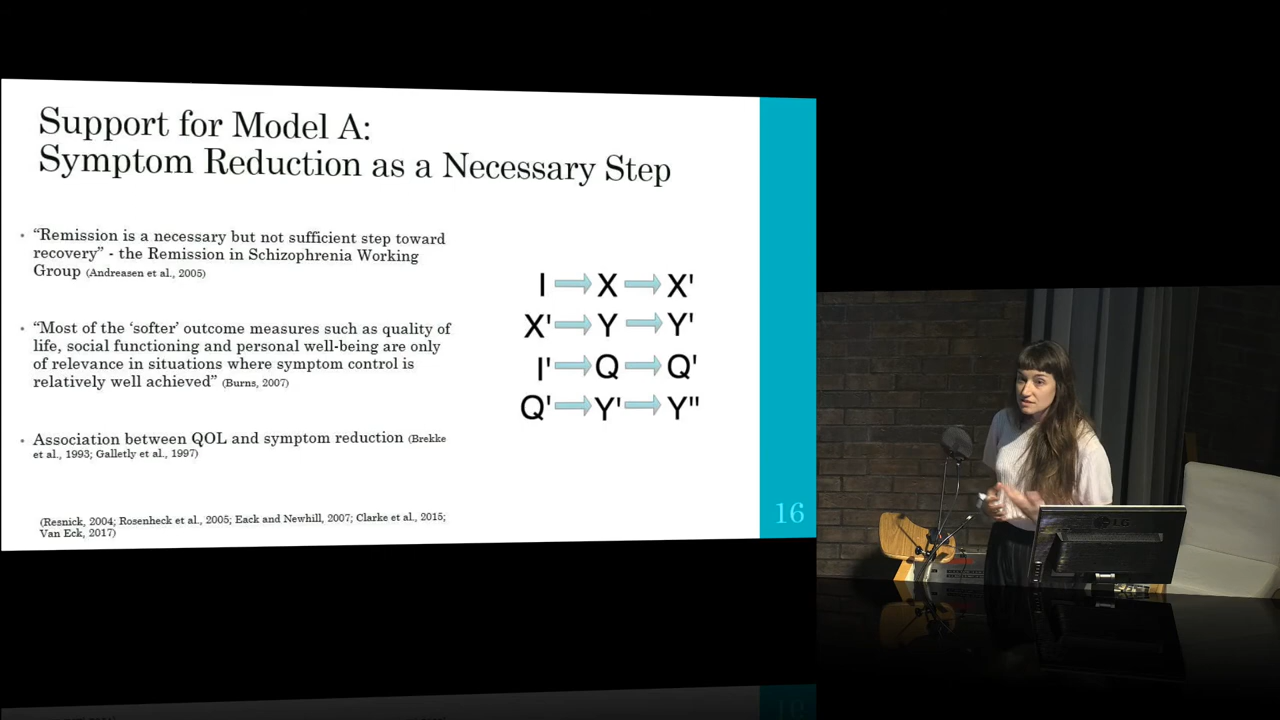 Support for Model A:
Symptom Reduction as a Necessary Step
• “Remission is a necessary but not sufficient step toward
recovery” - the Remission in Schizophrenia Working
Group (Andreasen et al., 2005)
• “Most of the ‘softer’ outcome measures such as quality of
life, social functioning and personal well-being are only
of relevance in situations where symptom control is
relatively well achieved” (Burns, 2007)
• Association between QOL and symptom reduction (Brekke
et al., 1993; Galletly et al., 1997)
(Resnick, 2004; Rosenheck et al., 2005; Eack and Newhill, 2007; Clarke et al., 2015;
Van Eck, 2017)
I X X'
X' Y Y'
I' Q Q'
Q' Y' Y"
16
LG